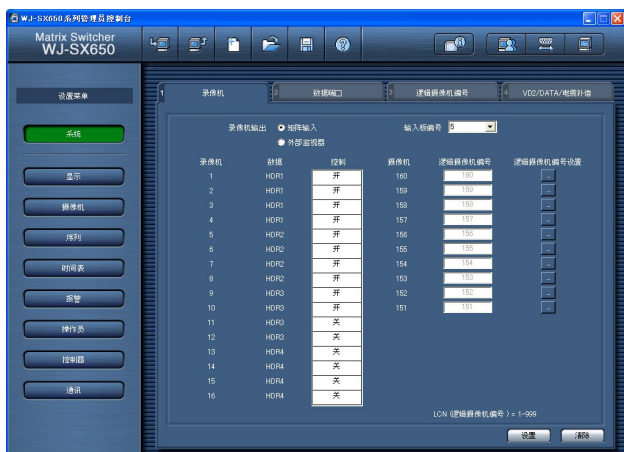 WJ-SX650系列管理员控制台
Matrix Switcher
WJ-SX650
设置菜单
系统
显示
摄像机
序列
时间表
报警
操作员
控制器
通讯
1 录像机
2 数据端口
3 逻辑摄像机编号
4 VD2/DATA/电缆补偿
录像机输出 矩阵输入 输入板编号 5
外部监视器
录像机 数据 控制 摄像机 逻辑摄像机编号 逻辑摄像机编号设置
1 HDR1 开 160 160 ...
2 HDR1 开 159 159 ...
3 HDR1 开 158 158 ...
4 HDR1 开 157 157 ...
5 HDR2 开 156 156 ...
6 HDR2 开 155 155 ...
7 HDR2 开 154 154 ...
8 HDR2 开 153 153 ...
9 HDR3 开 152 152 ...
10 HDR3 开 151 151 ...
11 HDR3 关
12 HDR3 关
13 HDR4 关
14 HDR4 关
15 HDR4 关
16 HDR4 关
LCN (逻辑摄像机编号) = 1-999
设置 清除